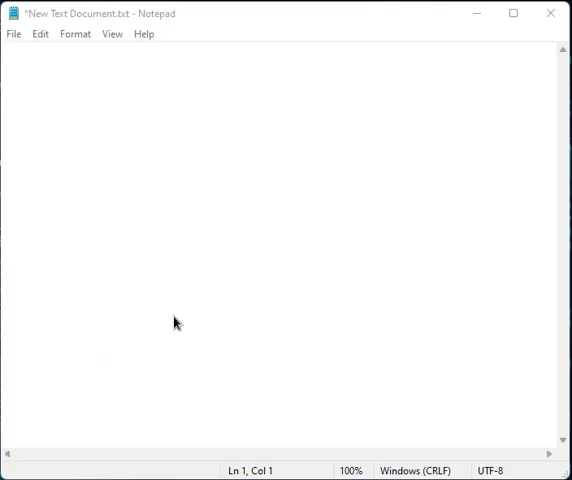 *New Text Document.txt - Notepad
File Edit Format View Help
Ln 1, Col 1 100% Windows (CRLF) UTF-8